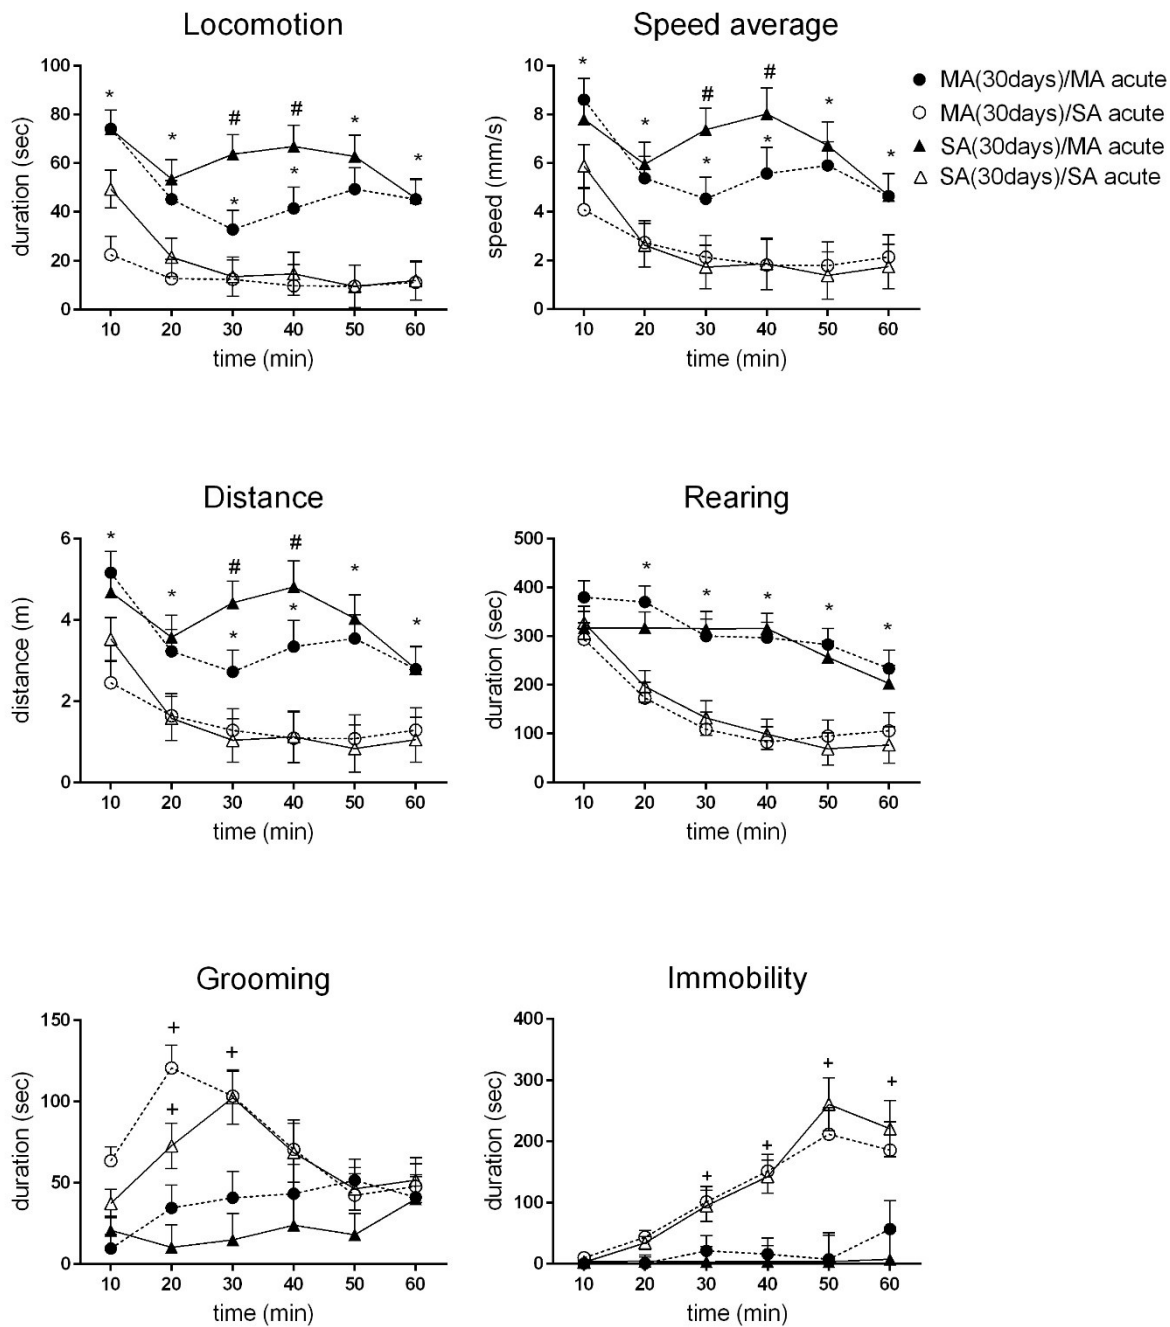 Locomotion
100
80
60
40
20
0
duration (sec)
*
*
#
#
*
*
*
*
10 20 30 40 50 60
time (min)
Speed average
10
8
6
4
2
0
speed (mm/s)
*
*
#
#
*
*
*
*
10 20 30 40 50 60
time (min)
MA(30days)/MA acute
MA(30days)/SA acute
SA(30days)/MA acute
SA(30days)/SA acute
Distance
6
4
2
0
distance (m)
*
*
#
#
*
*
*
*
10 20 30 40 50 60
time (min)
Rearing
500
400
300
200
100
0
duration (sec)
*
*
*
*
*
10 20 30 40 50 60
time (min)
Grooming
150
100
50
0
duration (sec)
+
+
+
10 20 30 40 50 60
time (min)
Immobility
400
300
200
100
0
duration (sec)
+
+
+
+
10 20 30 40 50 60
time (min)